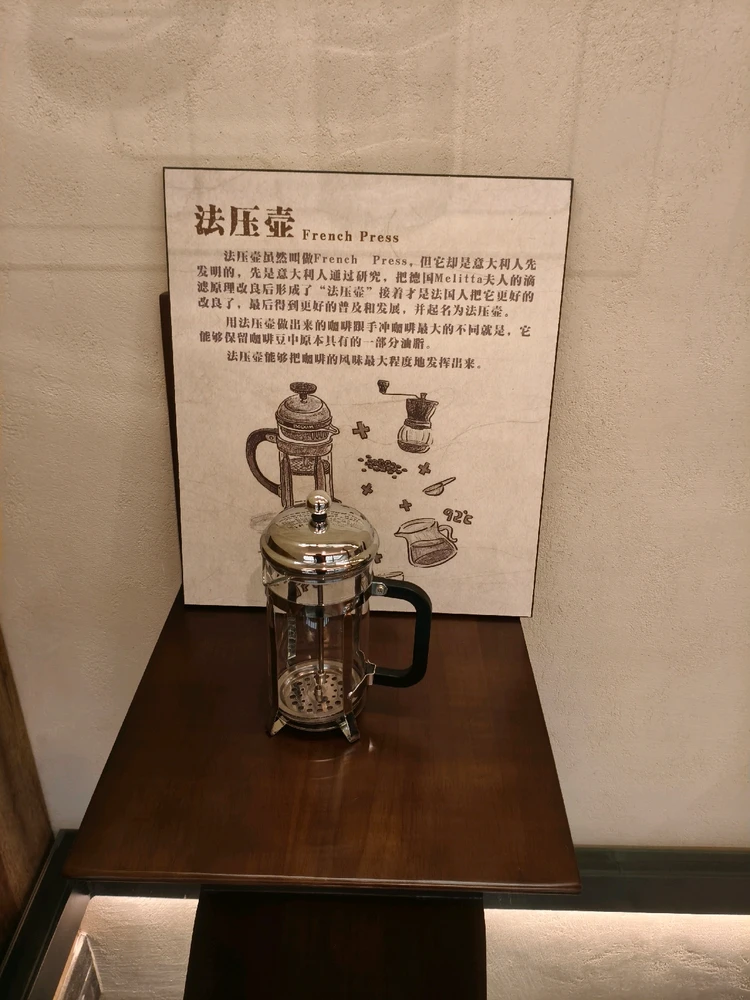 法压壶 French Press
法压壶虽然叫做French Press，但它却是意大利人先
发明的，先是意大利人通过研究，把德国Melitta夫人的滴
滤原理改良后形成了“法压壶”接着才是法国人把它更好的
改良了，最后得到更好的普及和发展，并起名为法压壶。
用法压壶做出来的咖啡跟手冲咖啡最大的不同就是，它
能够保留咖啡豆中原本具有的一部分油脂。
法压壶能够把咖啡的风味最大程度地发挥出来。
92℃